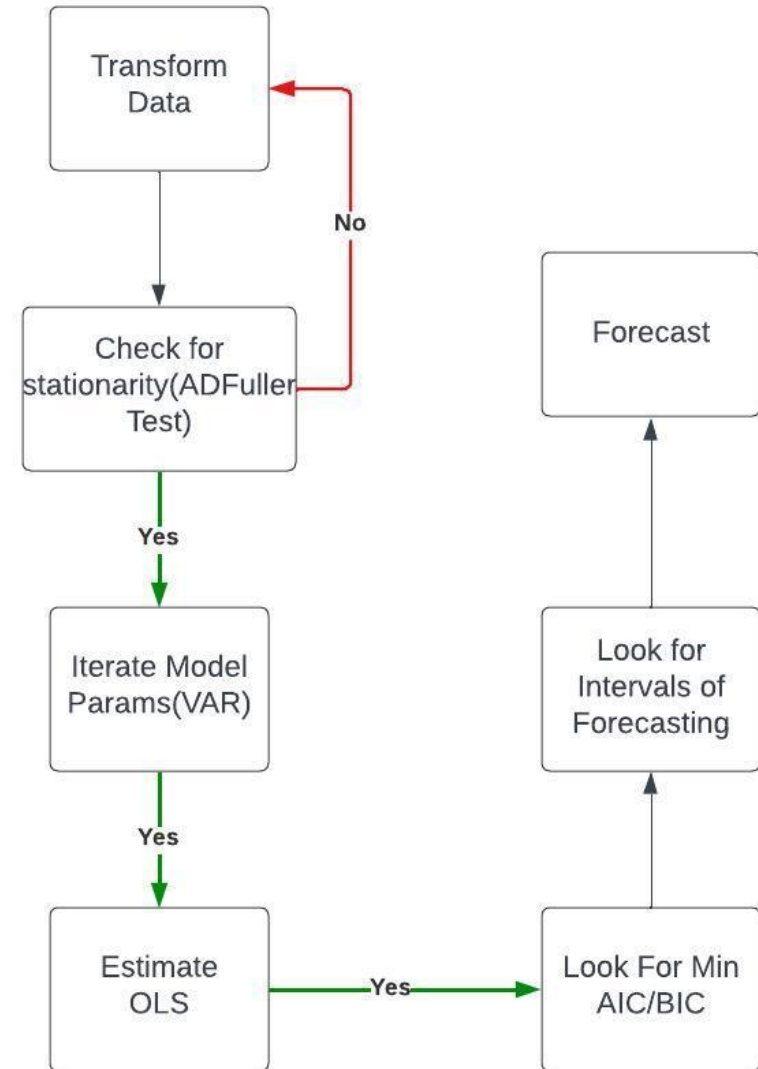 Transform
Data
No
Check for
stationarity(ADFuller
Test)
Yes
Iterate Model
Params(VAR)
Yes
Estimate
OLS
Yes
Look For Min
AIC/BIC
Look for
Intervals of
Forecasting
Forecast